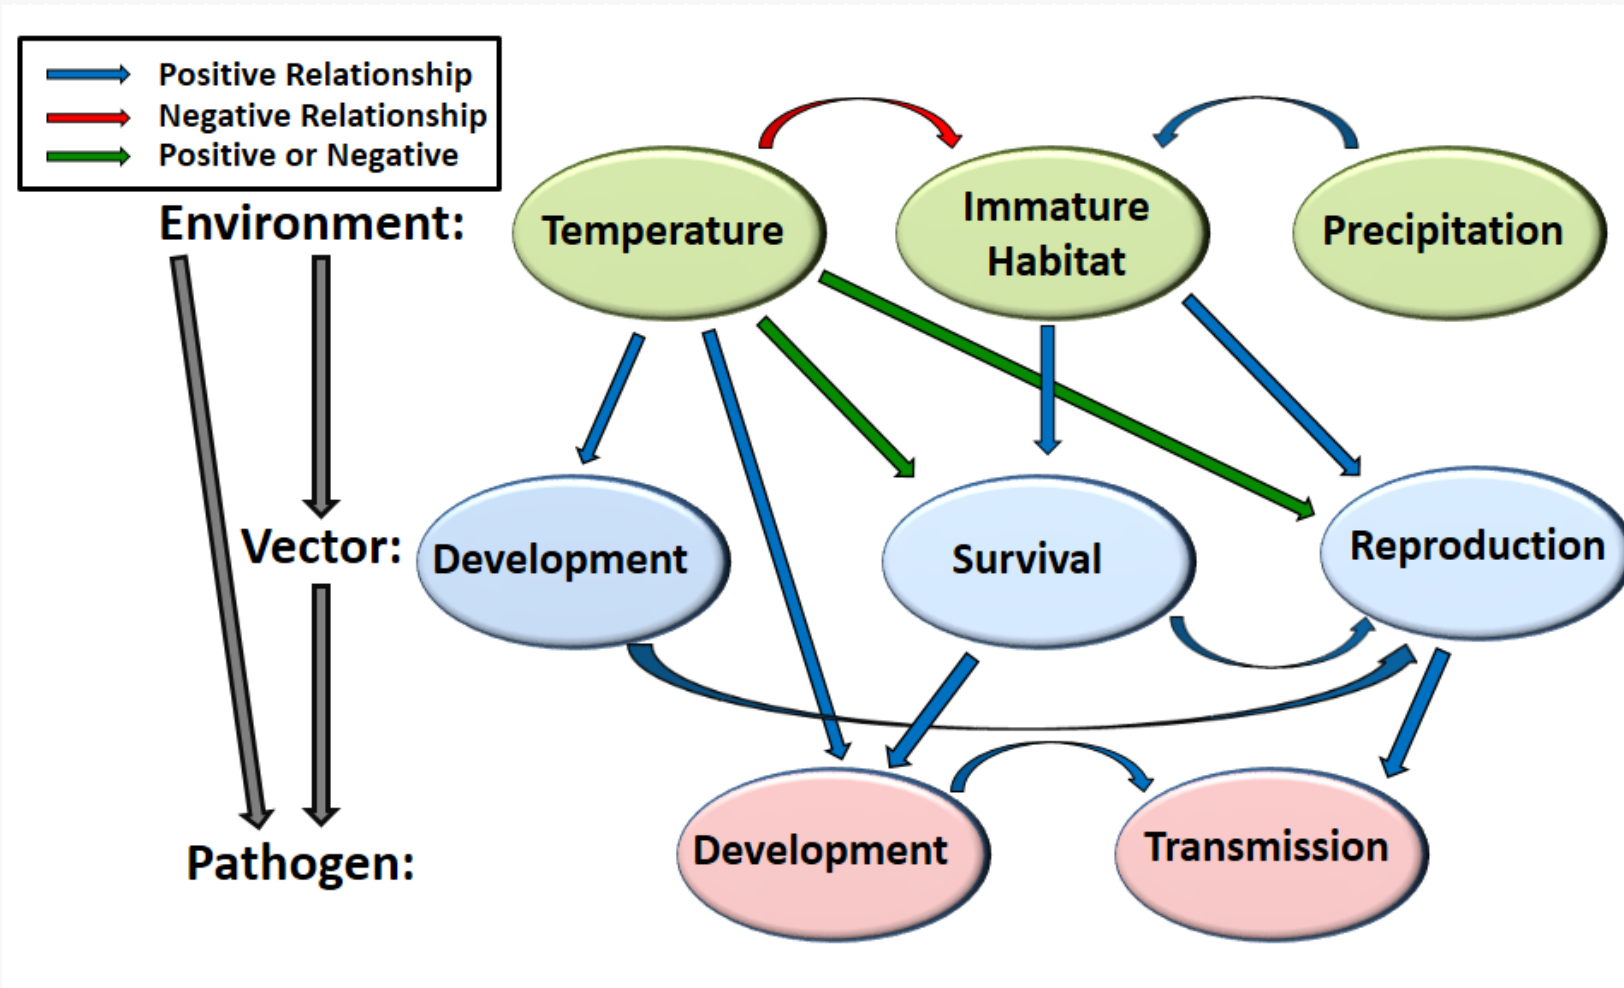 Positive Relationship
Negative Relationship
Positive or Negative
Environment:
Temperature
Immature
Habitat
Precipitation
Vector:
Development
Survival
Reproduction
Pathogen:
Development
Transmission